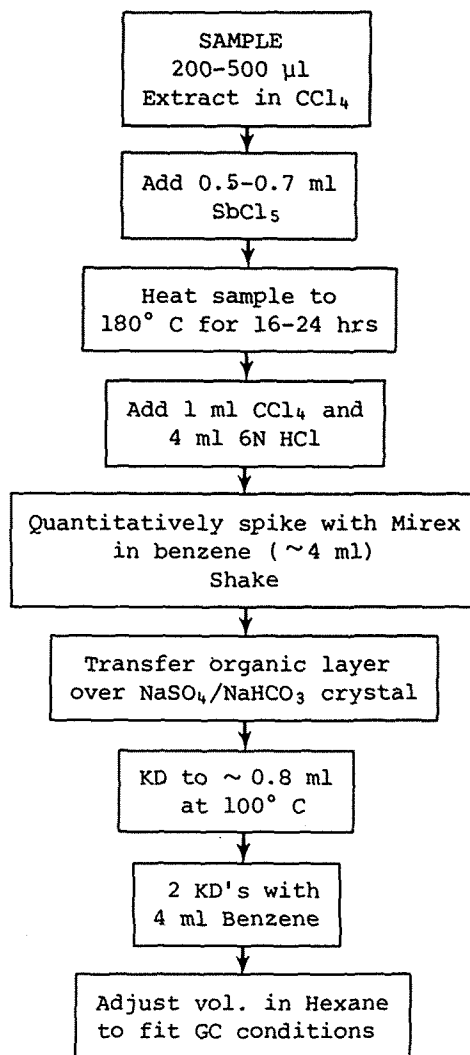 SAMPLE
200-500 µl
Extract in CCl₄
Add 0.5-0.7 ml
SbCl₅
Heat sample to
180° C for 16-24 hrs
Add 1 ml CCl₄ and
4 ml 6N HCl
Quantitatively spike with Mirex
in benzene (~4 ml)
Shake
Transfer organic layer
over NaSO₄/NaHCO₃ crystal
KD to ~ 0.8 ml
at 100° C
2 KD's with
4 ml Benzene
Adjust vol. in Hexane
to fit GC conditions